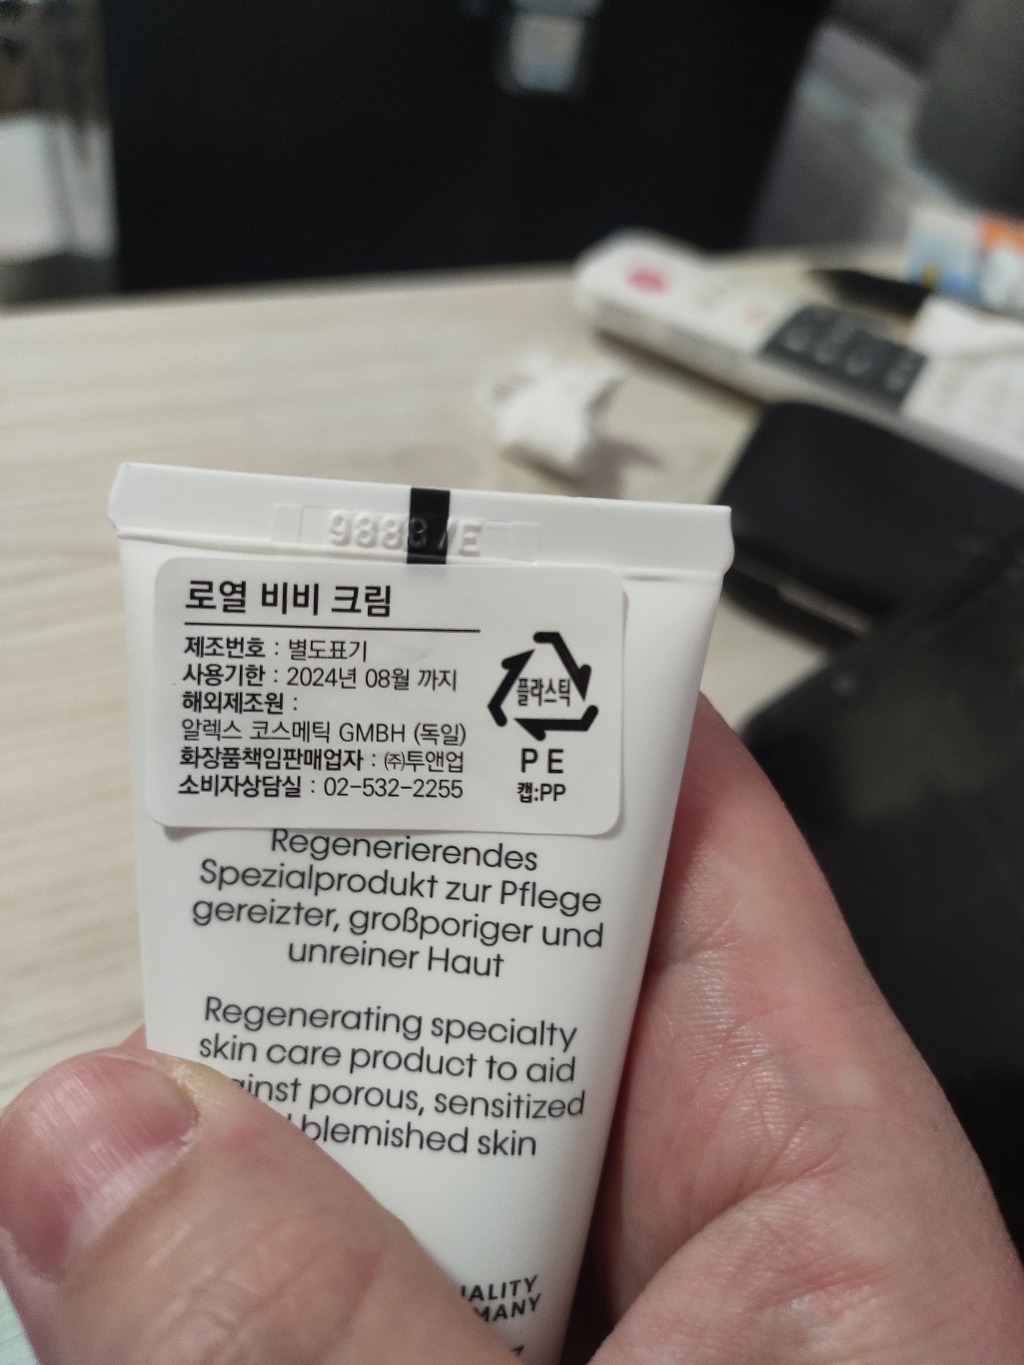 로열 비비 크림
제조번호 : 별도표기
사용기한 : 2024년 08월 까지
해외제조원 :
알렉스 코스메틱 GMBH (독일)
화장품책임판매업자 : ㈜투앤업
소비자상담실 : 02-532-2255
플라스틱
PE
캡:PP
Regenerierendes
Spezialprodukt zur Pflege
gereizter, großporiger und
unreiner Haut
Regenerating specialty
skin care product to aid
porous, sensitized
blemished skin